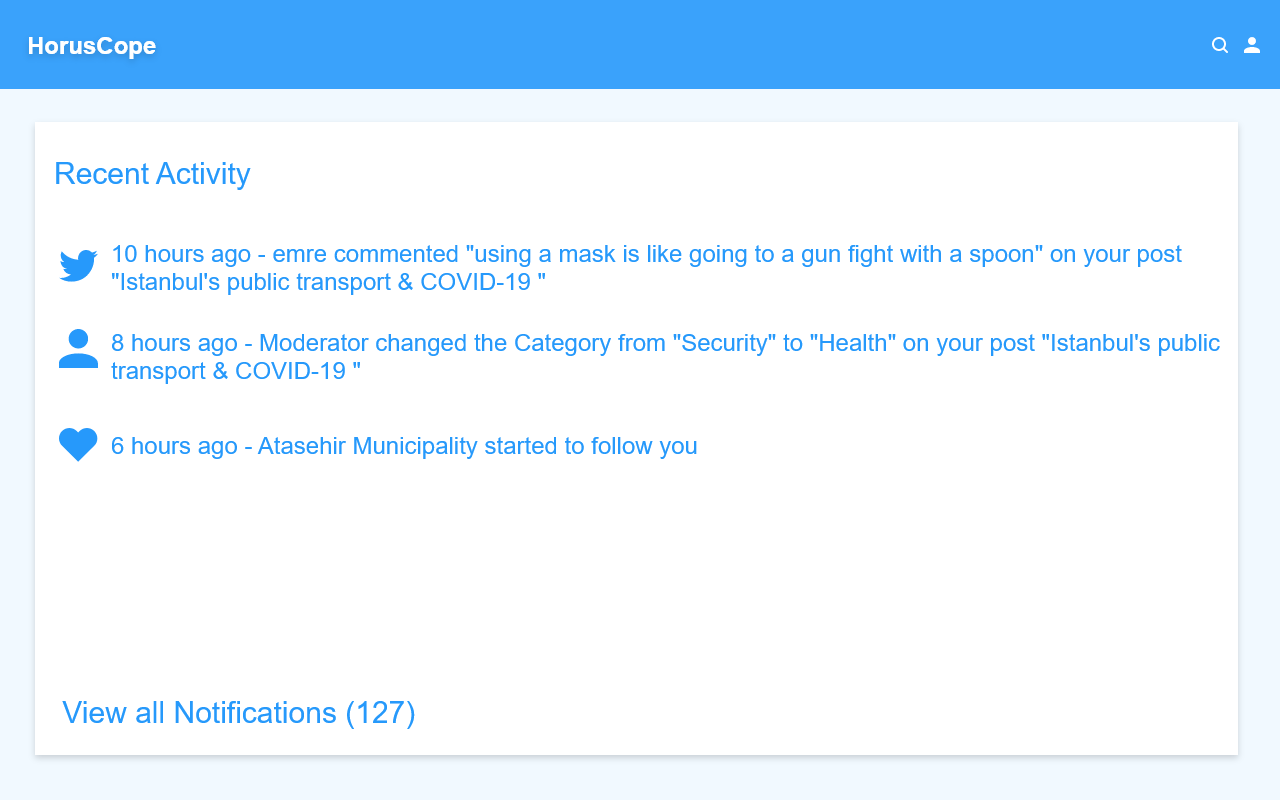 HorusCope
Recent Activity
10 hours ago - emre commented "using a mask is like going to a gun fight with a spoon" on your post
"Istanbul's public transport & COVID-19 "
8 hours ago - Moderator changed the Category from "Security" to "Health" on your post "Istanbul's public
transport & COVID-19 "
6 hours ago - Atasehir Municipality started to follow you
View all Notifications (127)